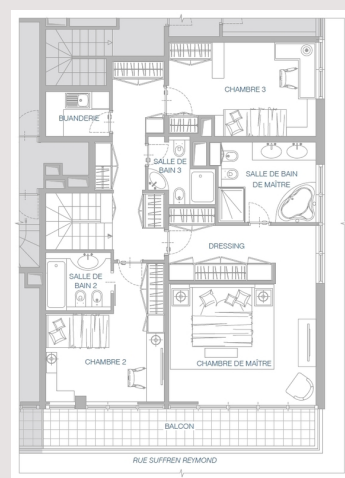 CHAMBRE 3
BUANDERIE
SALLE DE
BAIN 3
SALLE DE BAIN
DE MAÎTRE
DRESSING
SALLE DE
BAIN 2
CHAMBRE 2
CHAMBRE DE MAÎTRE
BALCON
RUE SUFFREN REYMOND